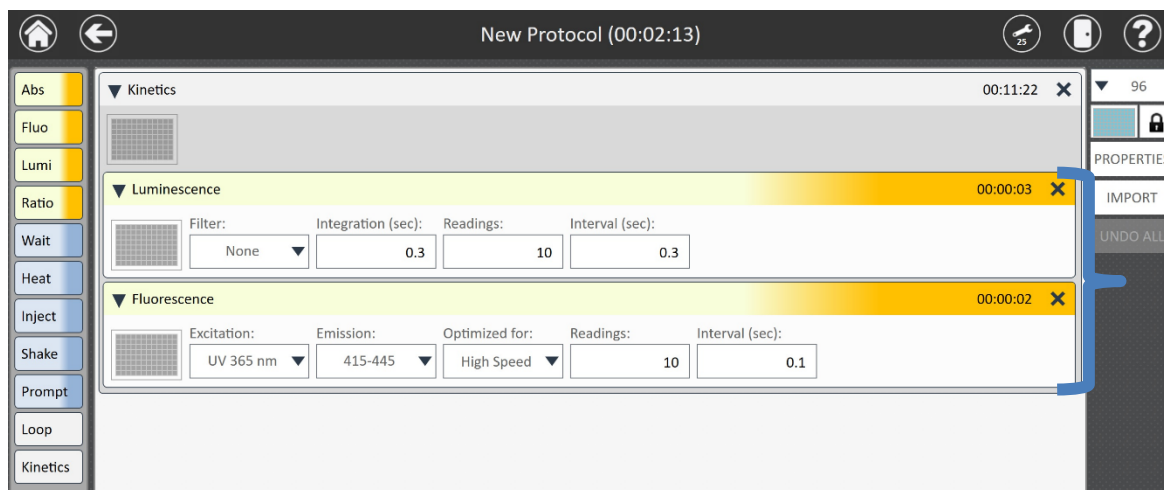 New Protocol (00:02:13)
25
Abs
Fluo
Lumi
Ratio
Wait
Heat
Inject
Shake
Prompt
Loop
Kinetics
Kinetics 00:11:22
Luminescence 00:00:03
Filter: Integration (sec): Readings: Interval (sec):
None 0.3 10 0.3
Fluorescence 00:00:02
Excitation: Emission: Optimized for: Readings: Interval (sec):
UV 365 nm 415-445 High Speed 10 0.1
96
PROPERTIE
IMPORT
UNDO ALL